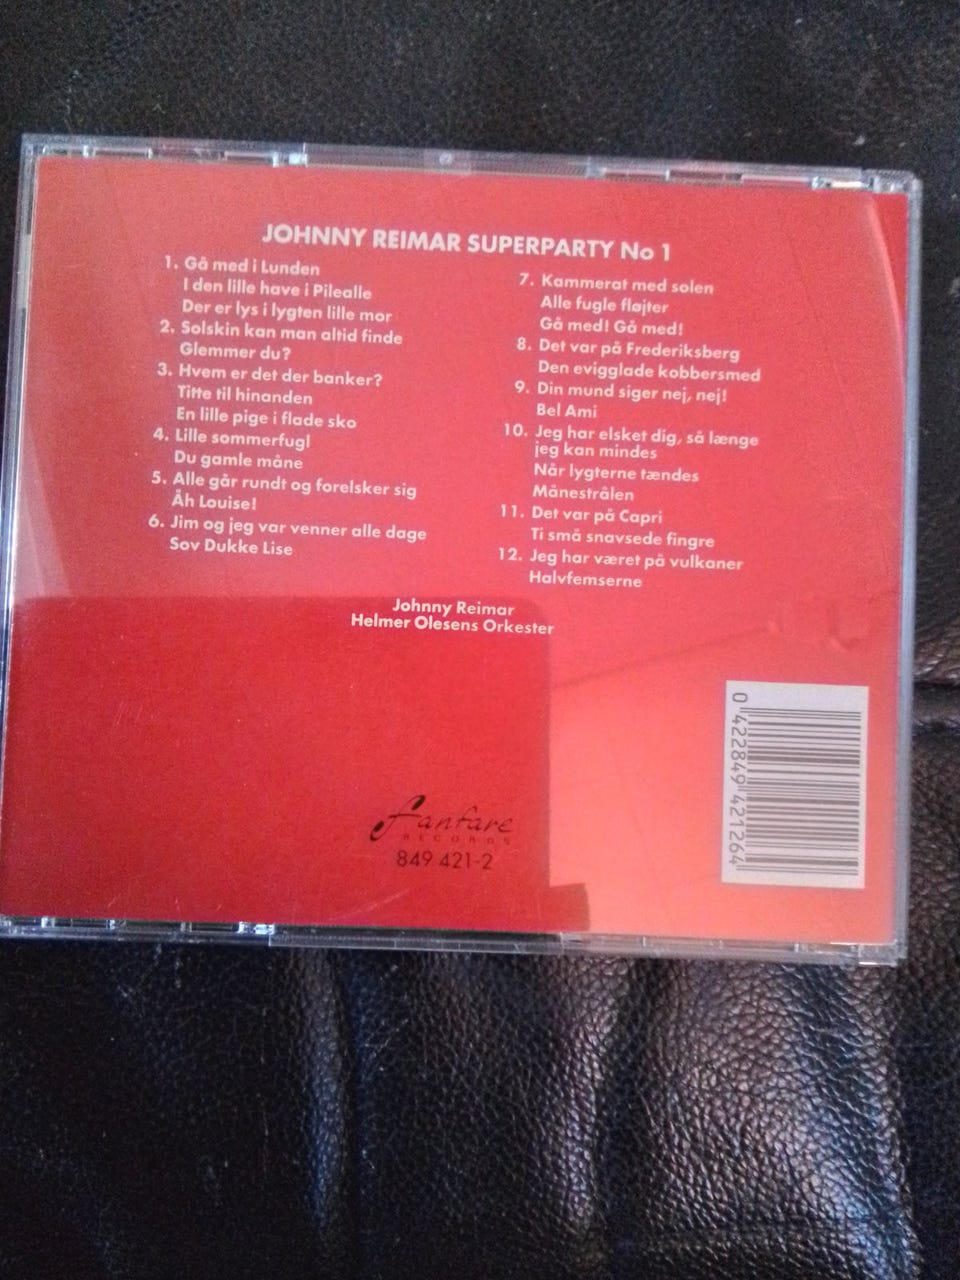 JOHNNY REIMAR SUPERPARTY No 1
1. Gå med i Lunden
I den lille have i Pilealle
Der er lys i lygten lille mor
2. Solskin kan man altid finde
Glemmer du?
3. Hvem er det der banker?
Titte til hinanden
En lille pige i flade sko
4. Lille sommerfugl
Du gamle måne
5. Alle går rundt og forelsker sig
Åh Louise!
6. Jim og jeg var venner alle dage
Sov Dukke Lise
7. Kammerat med solen
Alle fugle fløjter
Gå med! Gå med!
8. Det var på Frederiksberg
Den evigglade kobbersmed
9. Din mund siger nej, nej!
Bel Ami
10. Jeg har elsket dig, så længe
jeg kan mindes
Når lygterne tændes
Månestrålen
11. Det var på Capri
Ti små snavsede fingre
12. Jeg har været på vulkaner
Halvfemserne
Johnny Reimar
Helmer Olesens Orkester
fanfare
RECORDS
849 421-2
0 422849 421264